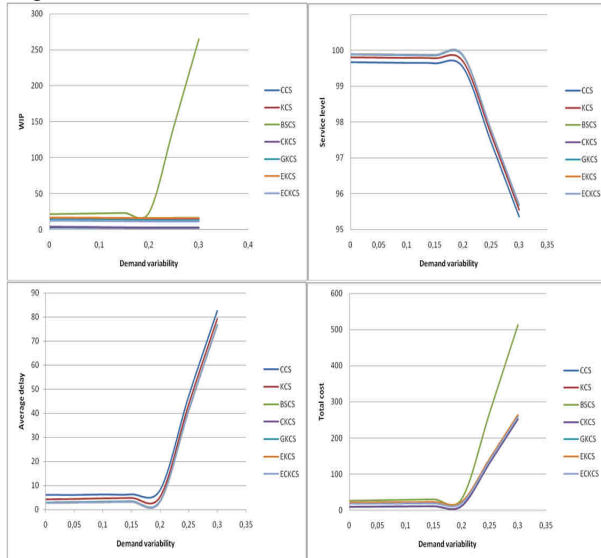 300
250
200
150
100
50
0
0
0,1
0,2
0,3
0,4
WIP
Demand variability
CCS
KCS
BSCS
CKCS
GKCS
EKCS
ECKCS
100
99
98
97
96
95
0
0,05
0,1
0,15
0,2
0,25
0,3
0,35
Service level
Demand variability
CCS
KCS
BSCS
CKCS
GKCS
EKCS
ECKCS
90
80
70
60
50
40
30
20
10
0
0
0,05
0,1
0,15
0,2
0,25
0,3
0,35
Average delay
Demand variability
CCS
KCS
BSCS
CKCS
GKCS
EKCS
ECKCS
600
500
400
300
200
100
0
0
0,05
0,1
0,15
0,2
0,25
0,3
0,35
Total cost
Demand variability
CCS
KCS
BSCS
CKCS
GKCS
EKCS
ECKCS